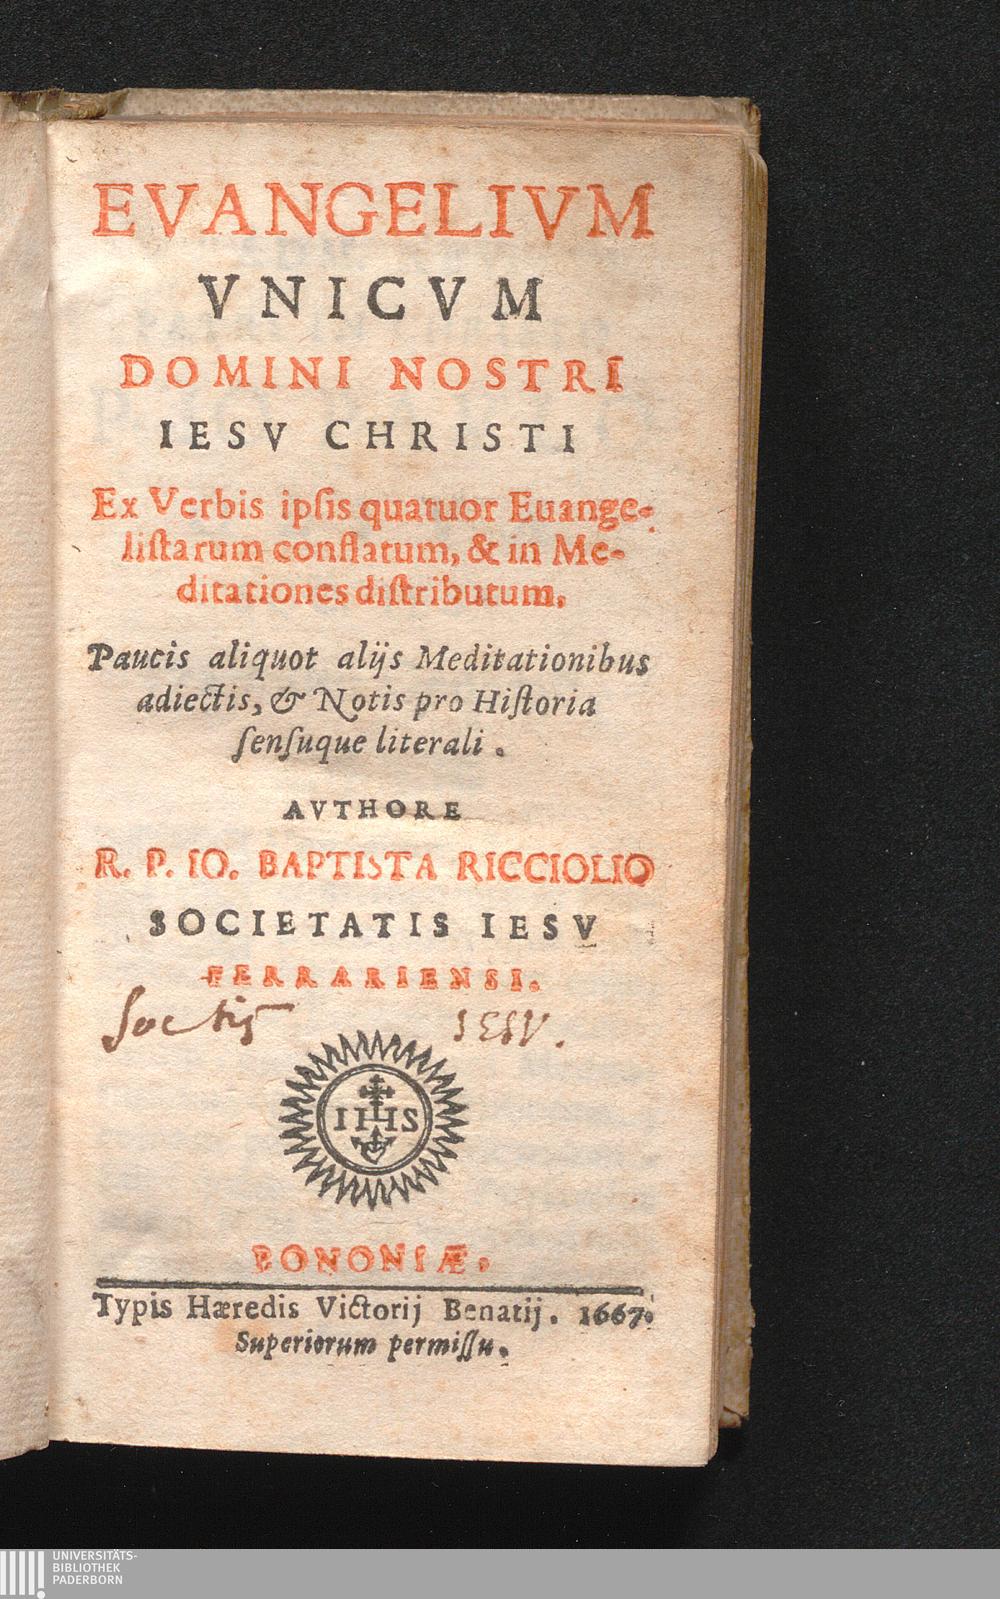 EVANGELIVM
VNICVM
DOMINI NOSTRI
IESV CHRISTI
Ex Verbis ipſis quatuor Euange-
liſtarum conflatum, & in Me-
ditationes diſtributum.
Paucis aliquot alijs Meditationibus
adiectis, & Notis pro Hiſtoria
ſenſuque literali.
AVTHORE
R. P. IO. BAPTISTA RICCIOLIO
SOCIETATIS IESV
FERRARIENSI.
Soctis IESV.
IHS
BONONIÆ.
Typis Hæredis Victorij Benatij. 1667.
Superiorum permiſſu.
UNIVERSITÄTS-
BIBLIOTHEK
PADERBORN